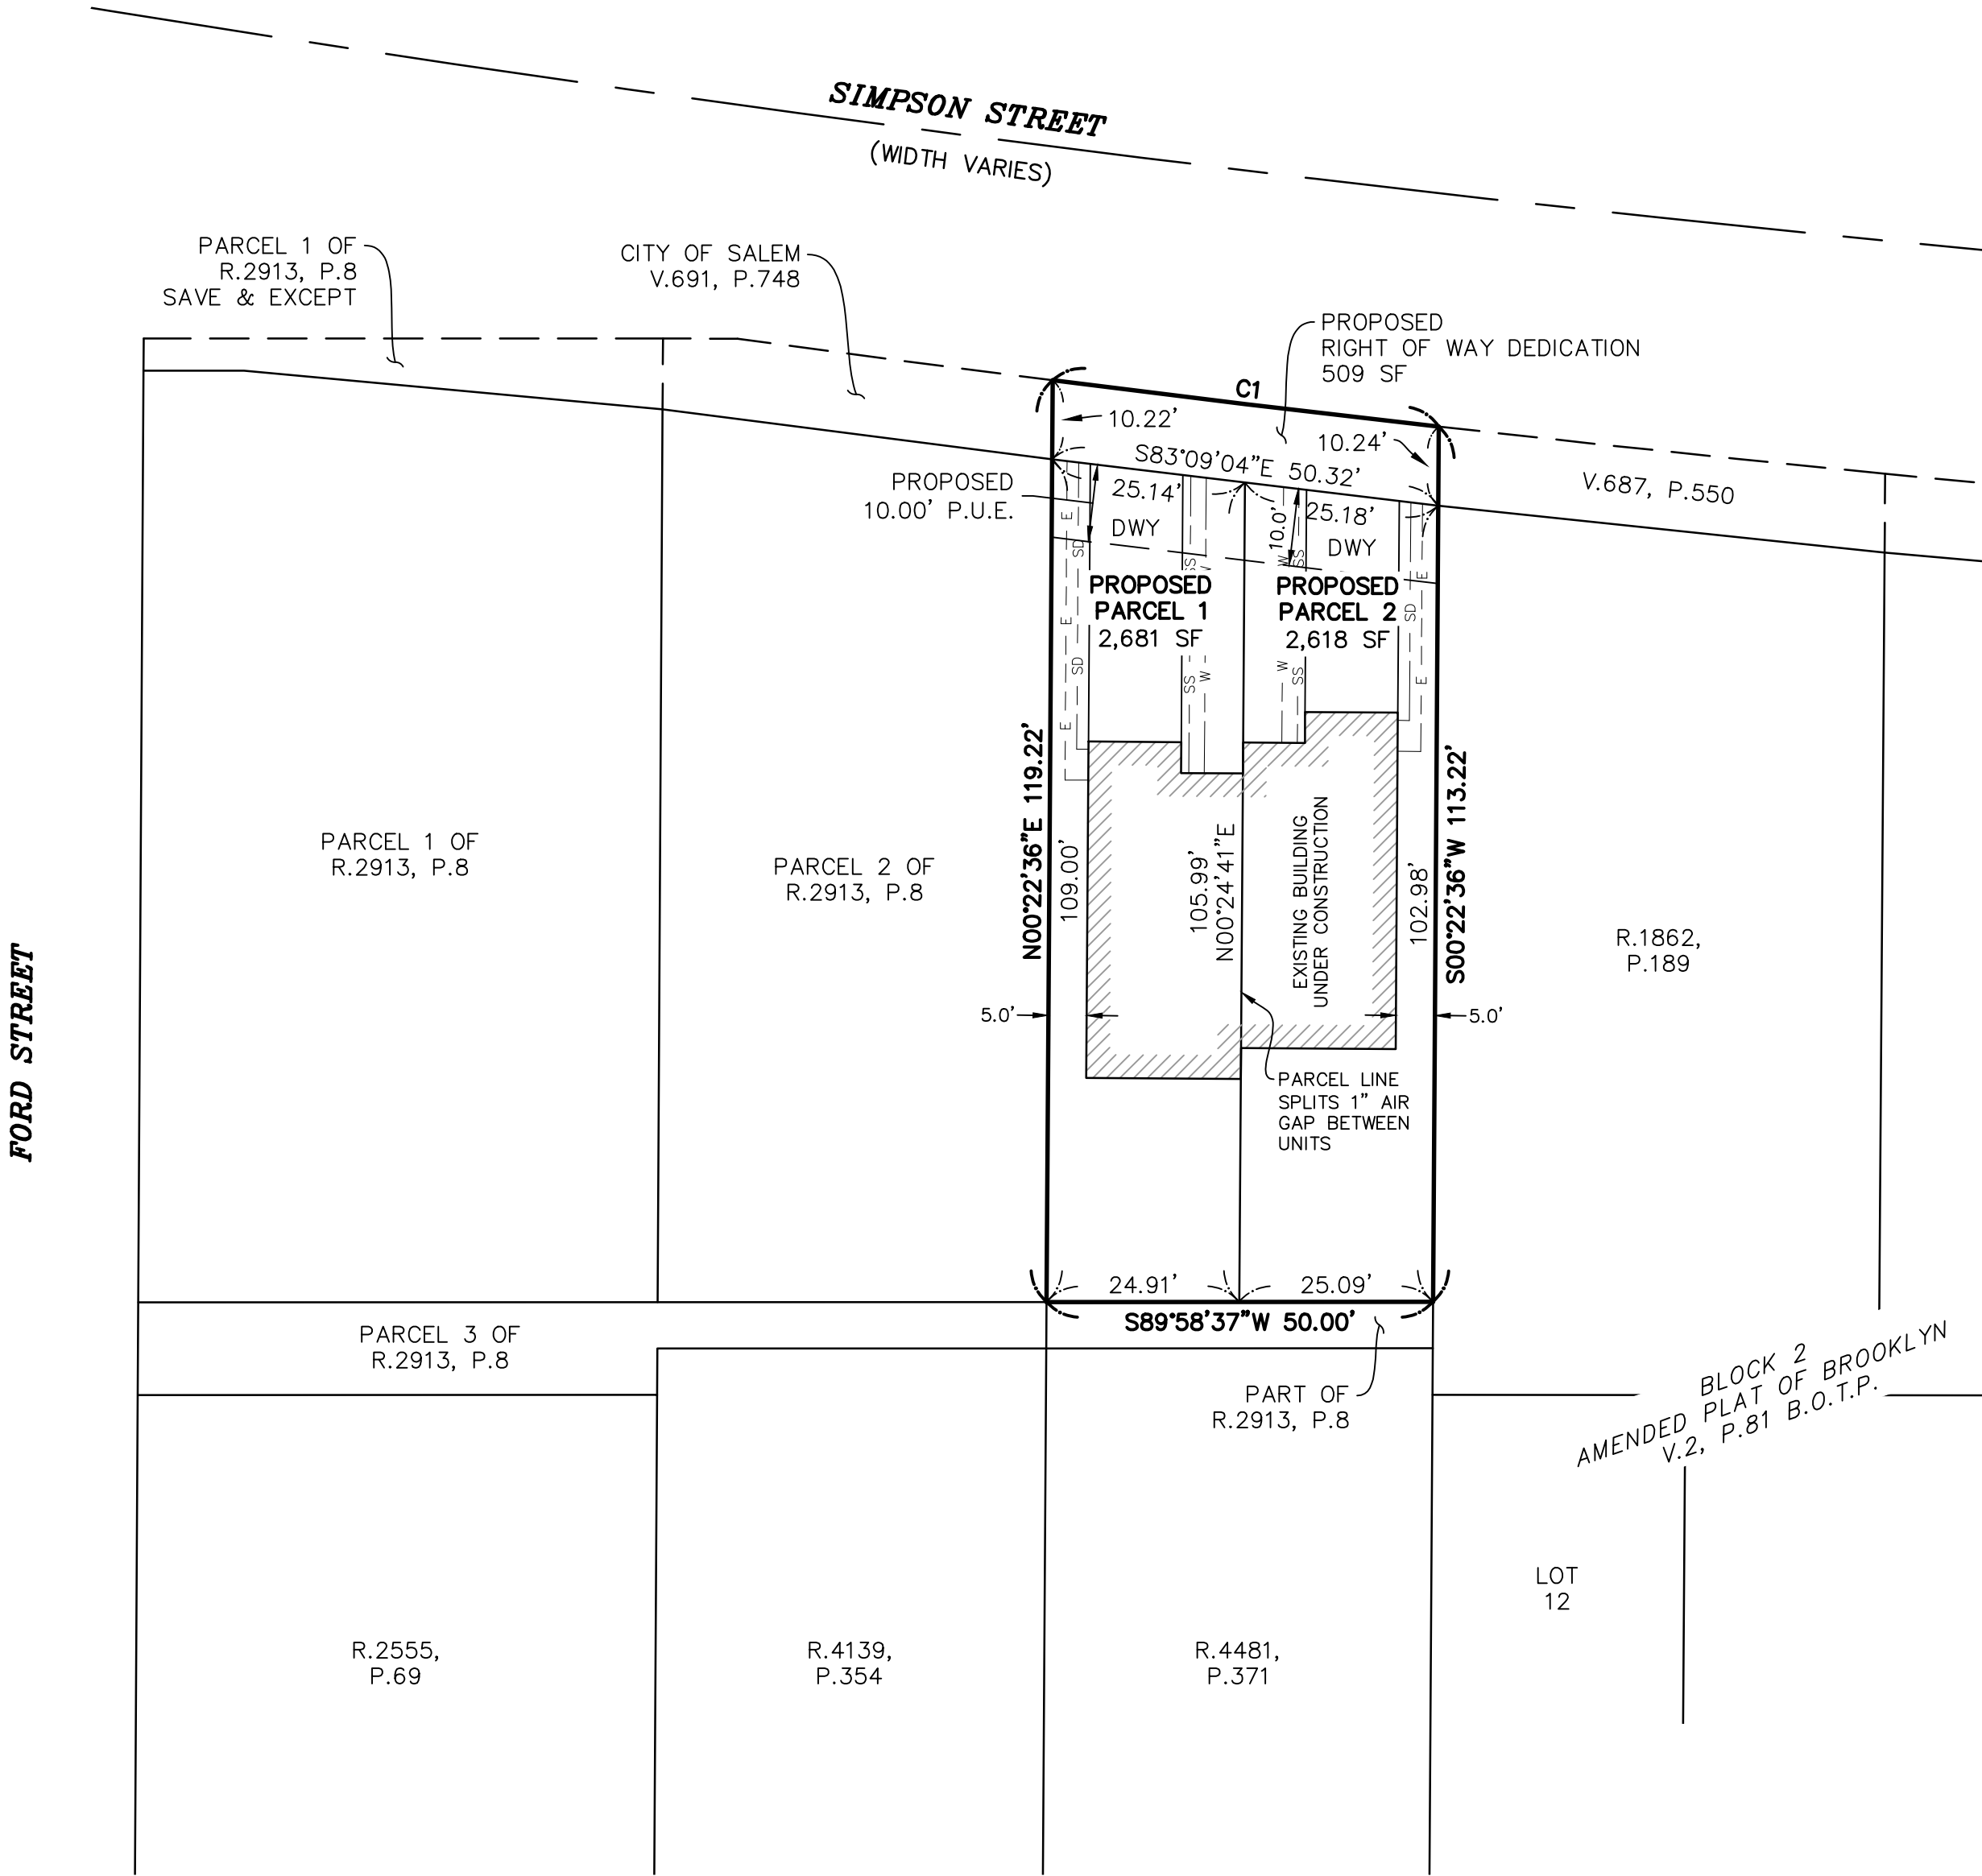 SIMPSON STREET
(WIDTH VARIES)
PARCEL 1 OF
R.2913, P.8
SAVE & EXCEPT
CITY OF SALEM
V.691, P.748
PROPOSED
RIGHT OF WAY DEDICATION
509 SF
C1
10.22'
10.24'
S83°09'04"E 50.32'
PROPOSED
10.00' P.U.E.
25.14'
25.18'
V.687, P.550
DWY
10.0'
DWY
E
SD
SS
W
W
SS
E
PROPOSED
PARCEL 1
2,681 SF
PROPOSED
PARCEL 2
2,618 SF
E
SD
SD
SS
W
W
SS
E
E
N00°22'36"E 119.22'
109.00'
105.99'
N00°24'41"E
EXISTING BUILDING
UNDER CONSTRUCTION
102.98'
S00°22'36"W 113.22'
PARCEL 1 OF
R.2913, P.8
PARCEL 2 OF
R.2913, P.8
R.1862,
P.189
FORD STREET
5.0'
5.0'
PARCEL LINE
SPLITS 1" AIR
GAP BETWEEN
UNITS
24.91'
25.09'
S89°58'37"W 50.00'
PARCEL 3 OF
R.2913, P.8
PART OF
R.2913, P.8
BLOCK 2
AMENDED PLAT OF BROOKLYN
V.2, P.81 B.O.T.P.
LOT
12
R.2555,
P.69
R.4139,
P.354
R.4481,
P.371